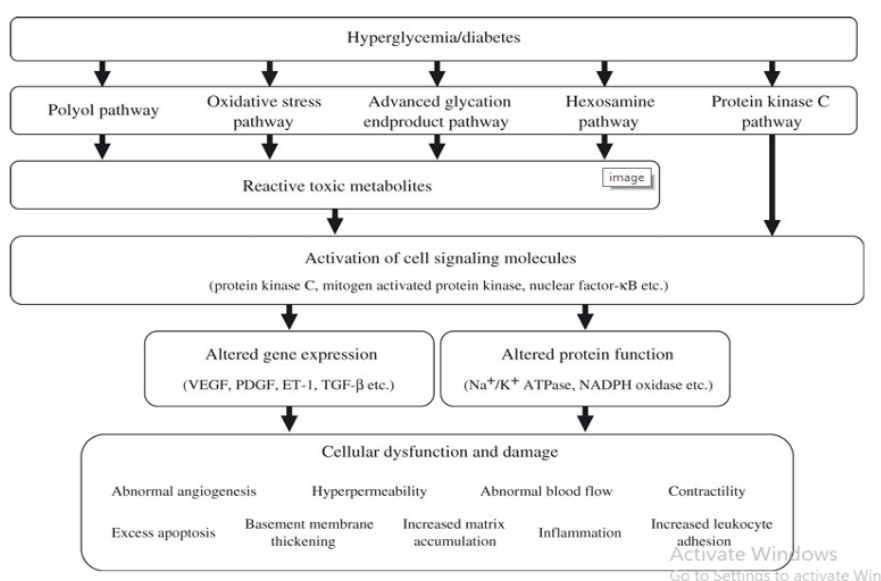 Hyperglycemia/diabetes
Polyol pathway
Oxidative stress
pathway
Advanced glycation
endproduct pathway
Hexosamine
pathway
Protein kinase C
pathway
Reactive toxic metabolites
image
Activation of cell signaling molecules
(protein kinase C, mitogen activated protein kinase, nuclear factor-κB etc.)
Altered gene expression
(VEGF, PDGF, ET-1, TGF-β etc.)
Altered protein function
(Na⁺/K⁺ ATPase, NADPH oxidase etc.)
Cellular dysfunction and damage
Abnormal angiogenesis
Hyperpermeability
Abnormal blood flow
Contractility
Excess apoptosis
Basement membrane
thickening
Increased matrix
accumulation
Inflammation
Increased leukocyte
adhesion
Activate Windows
Go to Settings to activate Win